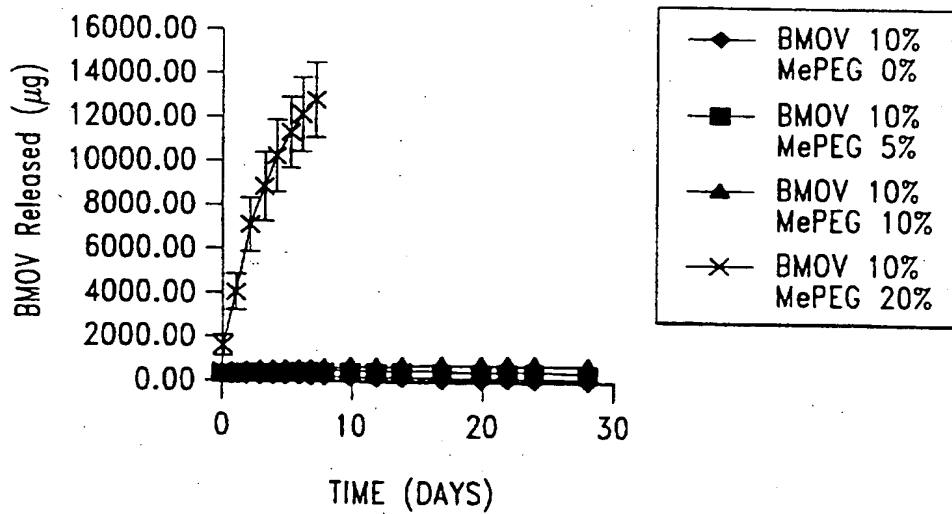 16000.00
14000.00
12000.00
10000.00
8000.00
6000.00
4000.00
2000.00
0.00
BMOV Released (μg)
0
10
20
30
TIME (DAYS)
BMOV 10%
MePEG 0%
BMOV 10%
MePEG 5%
BMOV 10%
MePEG 10%
BMOV 10%
MePEG 20%